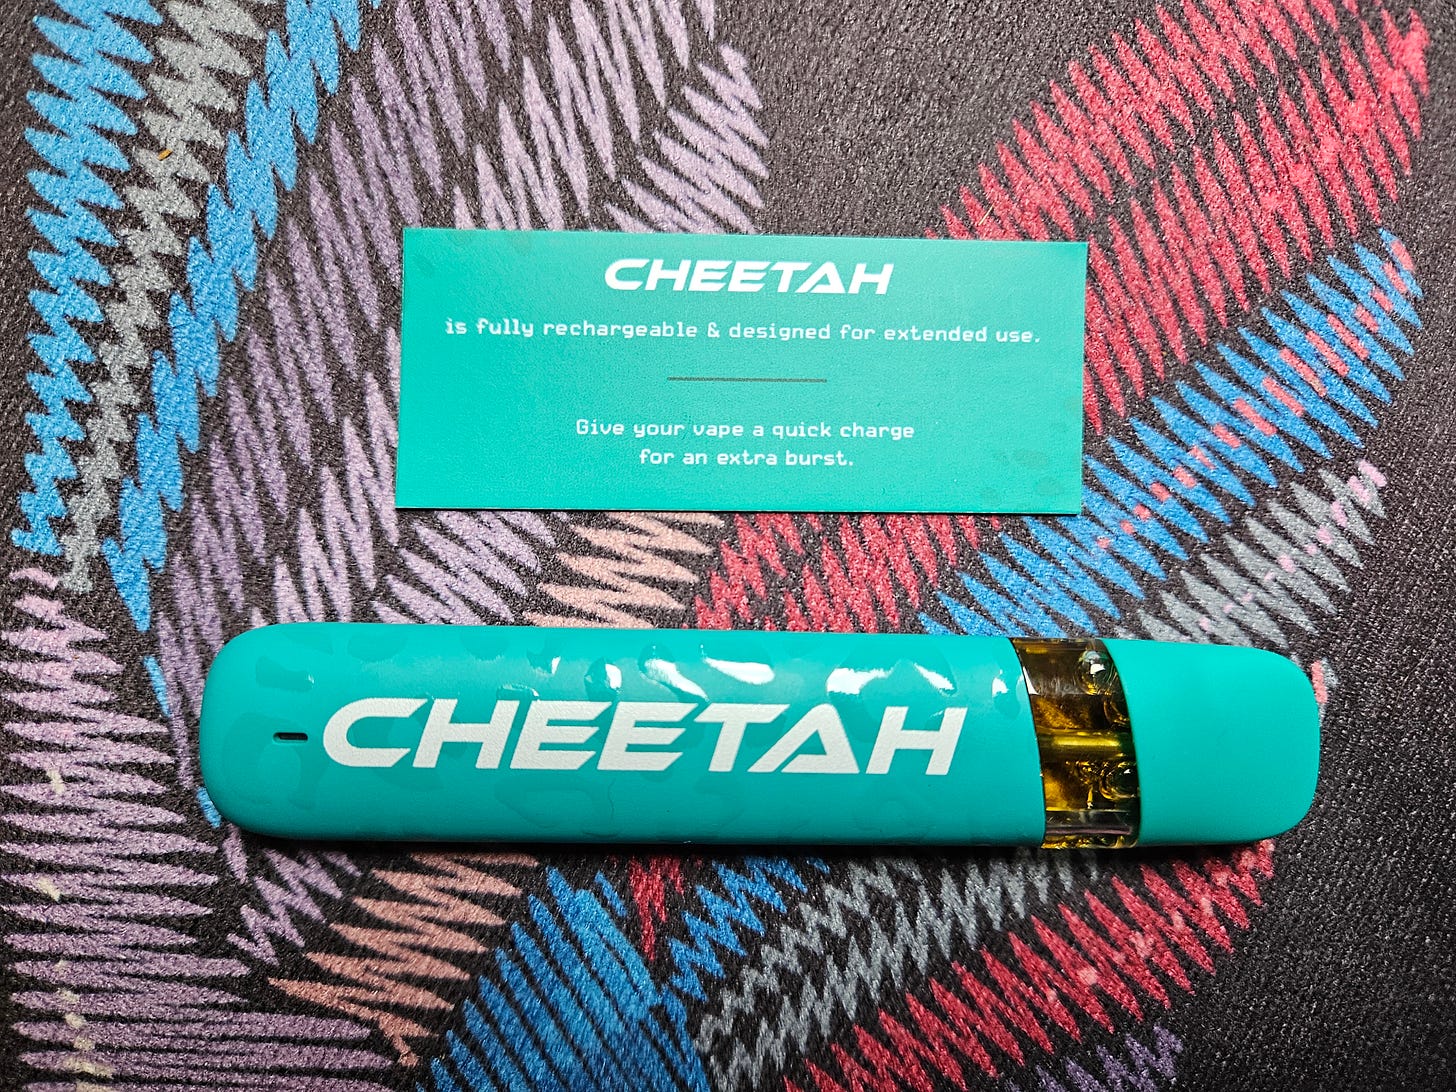 CHEETAH
is fully rechargeable & designed for extended use.
Give your vape a quick charge
for an extra burst.
CHEETAH